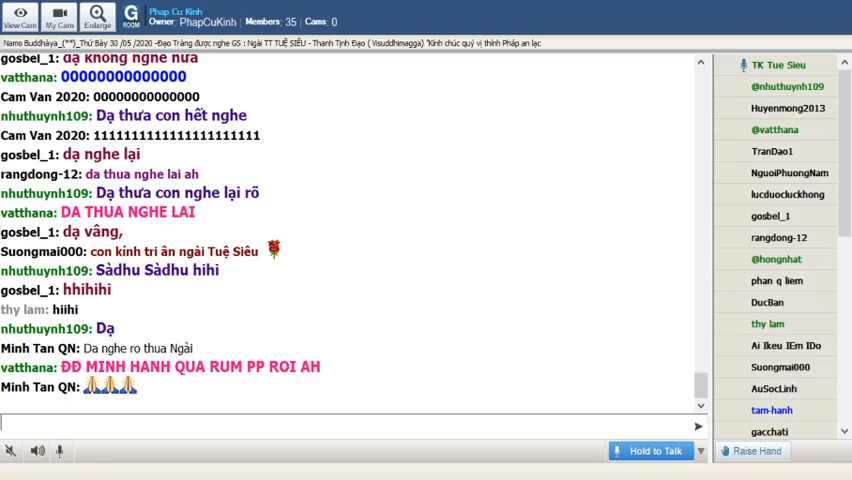 View Cam
My Cam
Enlarge
G
ROOM
Phap Cu Kinh
Owner: PhapCuKinh Members: 35 Cams: 0
Namo Buddhàya_(**)_Thứ Bảy 30 /05 /2020 -Đạo Tràng được nghe GS : Ngài TT TUỆ SIÊU - Thanh Tịnh Đạo ( Visuddhimagga) "Kính chúc quý vị thính Pháp an lạc
gosbel_1: dạ không nghe nữa
vatthana: 00000000000000
Cam Van 2020: 00000000000000
nhuthuynh109: Dạ thưa con hết nghe
Cam Van 2020: 1111111111111111111111
gosbel_1: dạ nghe lại
rangdong-12: da thua nghe lai ah
nhuthuynh109: Dạ thưa con nghe lại rõ
vatthana: DA THUA NGHE LAI
gosbel_1: dạ vâng,
Suongmai000: con kính tri ân ngài Tuệ Siêu
nhuthuynh109: Sàdhu Sàdhu hihi
gosbel_1: hhihihi
thy lam: hiihi
nhuthuynh109: Dạ
Minh Tan QN: Da nghe ro thua Ngài
vatthana: ĐĐ MINH HANH QUA RUM PP ROI AH
Minh Tan QN: 🙏🙏🙏
Hold to Talk
TK Tue Sieu
@nhuthuynh109
Huyenmong2013
@vatthana
TranDao1
NguoiPhuongNam
lucduocluckhong
gosbel_1
rangdong-12
@hongnhat
phan q liem
DucBan
thy lam
Ai Ikeu IEm IDo
Suongmai000
AuSocLinh
tam-hanh
gacchati
Raise Hand